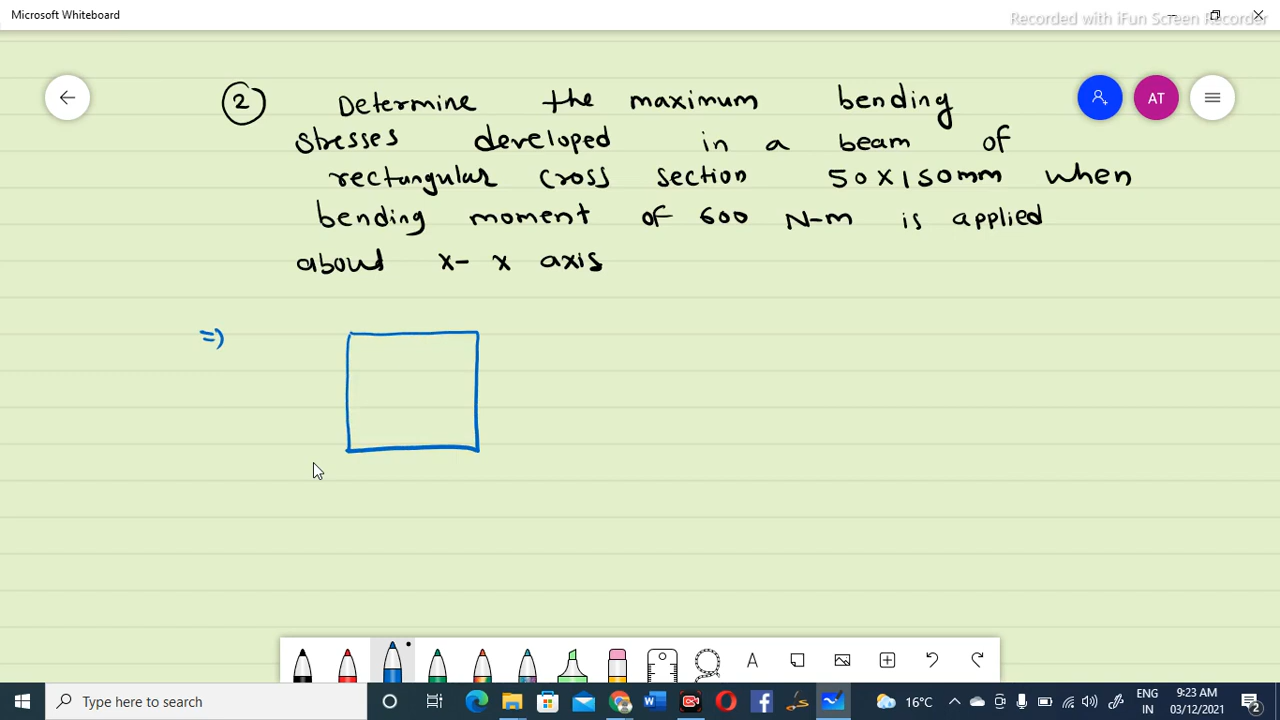 Microsoft Whiteboard
Recorded with iFun Screen Recorder
② Determine the maximum bending
stresses developed in a beam of
rectangular cross section 50X150mm when
bending moment of 600 N-m is applied
about x- x axis
=)
AT
A
Type here to search
16°C
ENG
IN
9:23 AM
03/12/2021
2